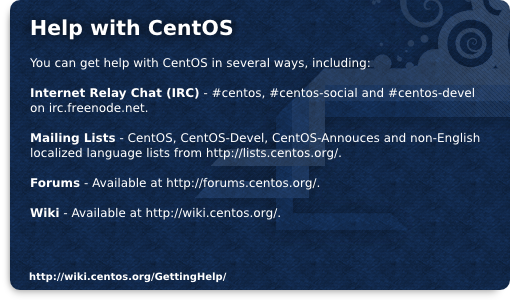 Help with CentOS
You can get help with CentOS in several ways, including:
Internet Relay Chat (IRC) - #centos, #centos-social and #centos-devel
on irc.freenode.net.
Mailing Lists - CentOS, CentOS-Devel, CentOS-Annouces and non-English
localized language lists from http://lists.centos.org/.
Forums - Available at http://forums.centos.org/.
Wiki - Available at http://wiki.centos.org/.
http://wiki.centos.org/GettingHelp/